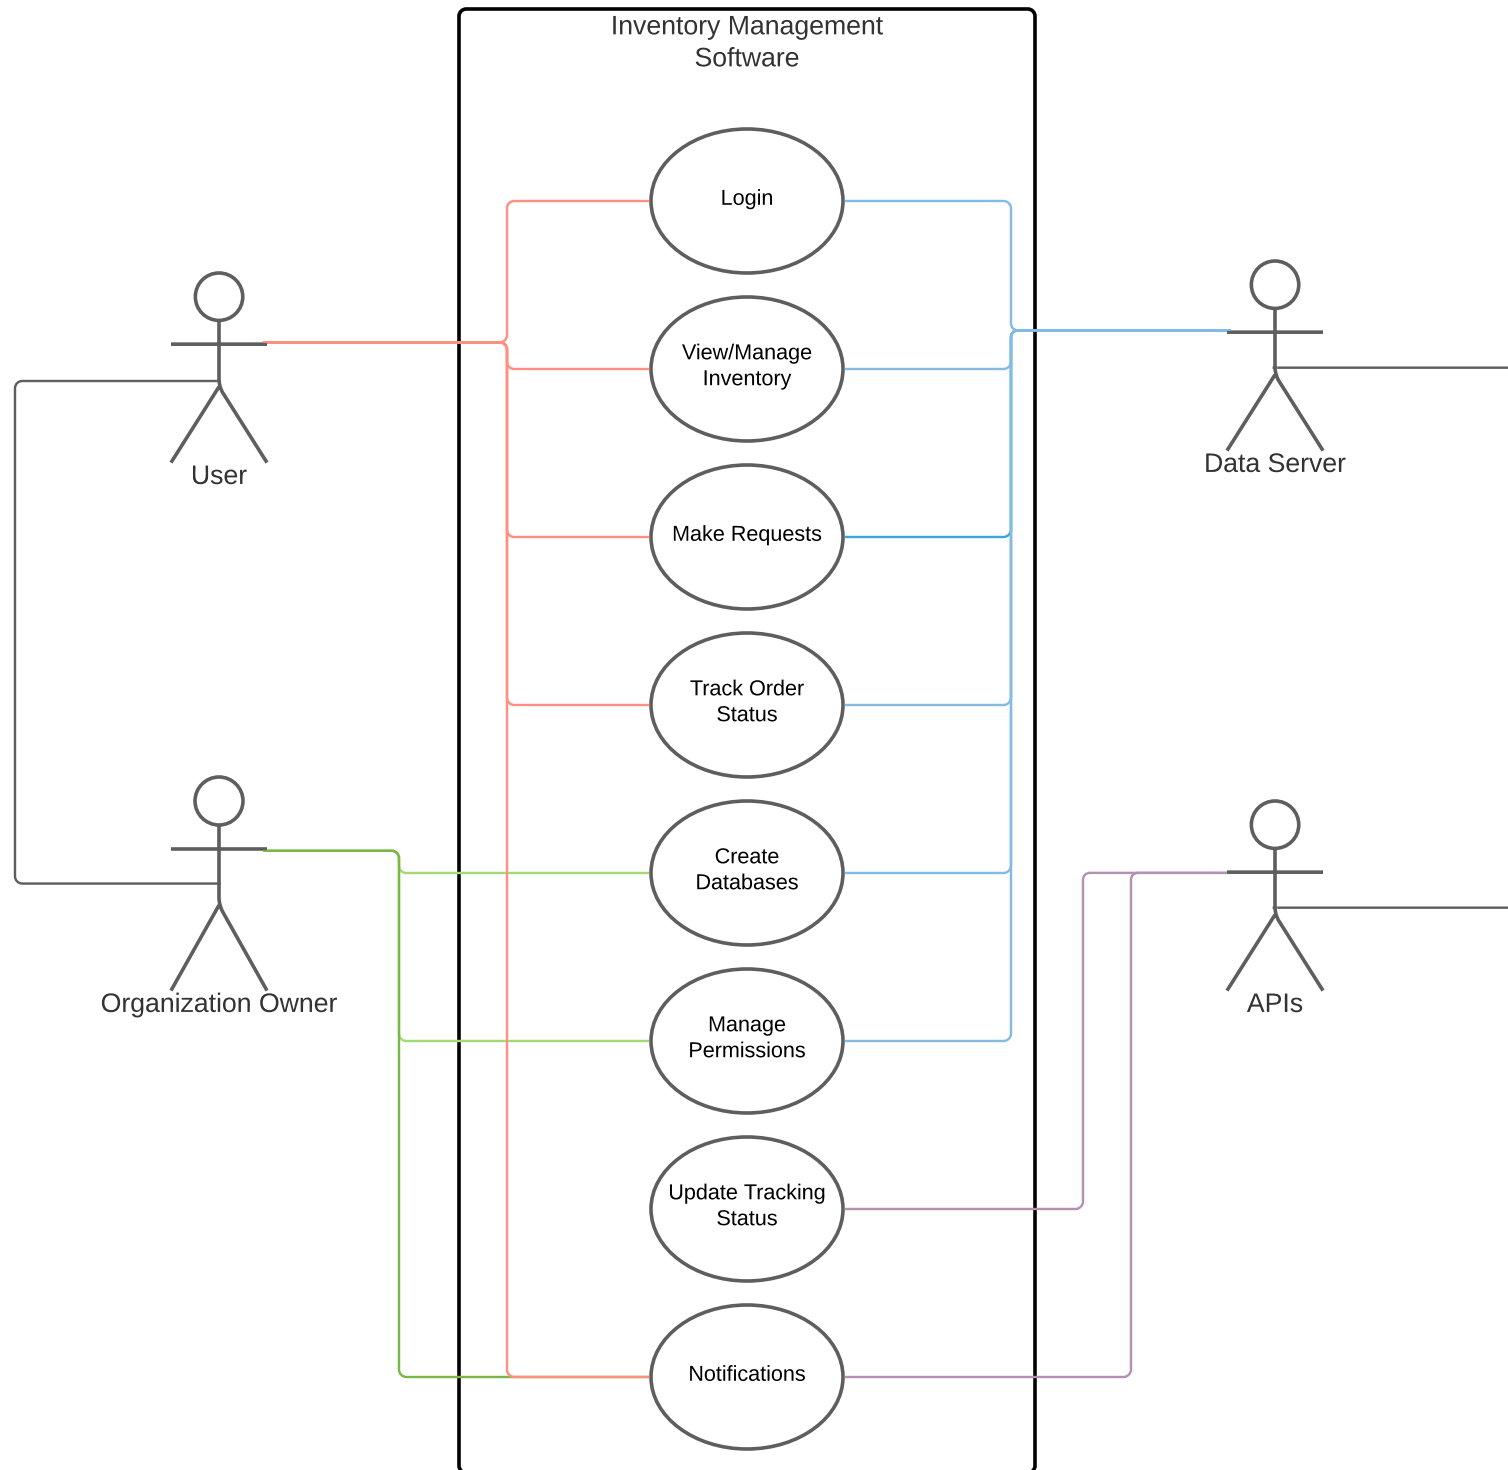 Inventory Management
Software
Login
View/Manage
Inventory
User
Data Server
Make Requests
Track Order
Status
Create
Databases
Organization Owner
APIs
Manage
Permissions
Update Tracking
Status
Notifications